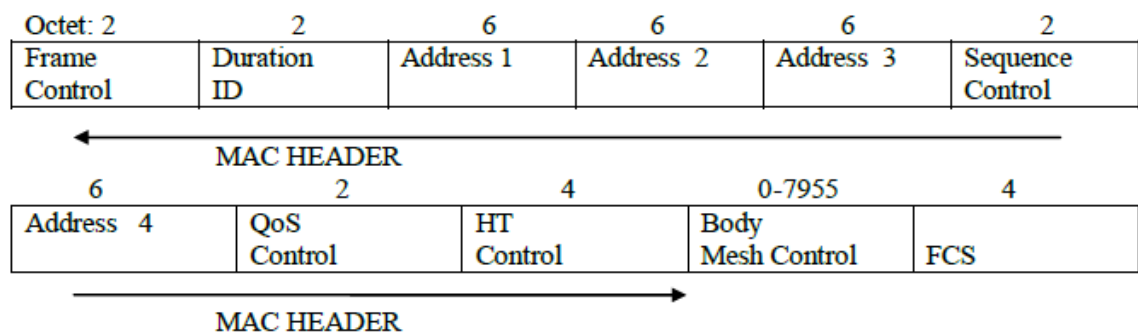 Octet: 2 2 6 6 6 2
Frame Duration Address 1 Address 2 Address 3 Sequence
Control ID Control
MAC HEADER
6 2 4 0-7955 4
Address 4 QoS HT Body
Control Control Mesh Control FCS
MAC HEADER